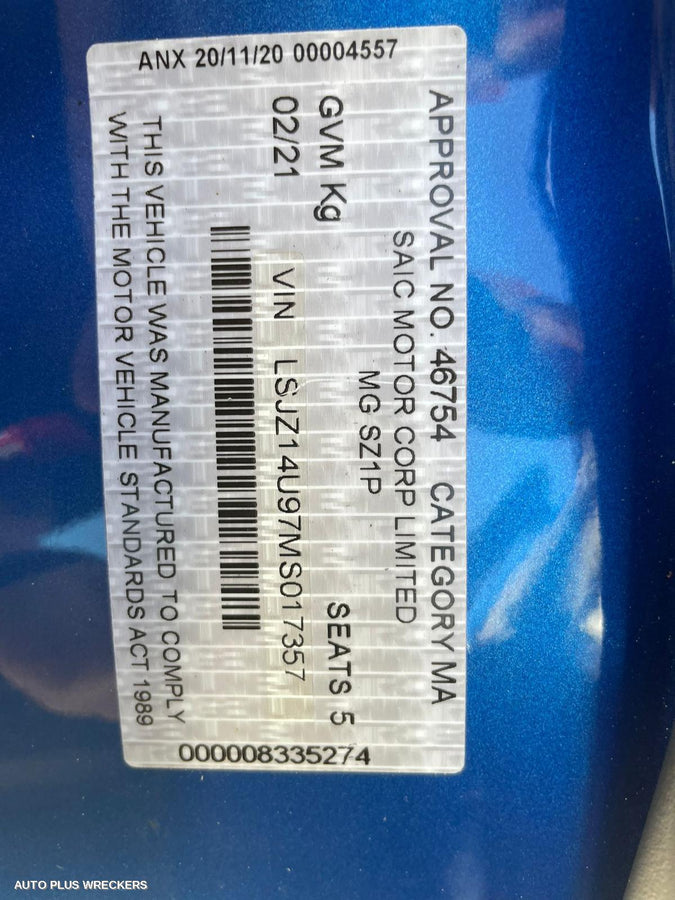 ANX 20/11/20 00004557
APPROVAL NO. 46754 CATEGORY MA
SAIC MOTOR CORP LIMITED
MG SZ1P
GVM Kg SEATS 5
02/21 VIN LSJZ14U97MS017357
THIS VEHICLE WAS MANUFACTURED TO COMPLY
WITH THE MOTOR VEHICLE STANDARDS ACT 1989
000008335274
AUTO PLUS WRECKERS